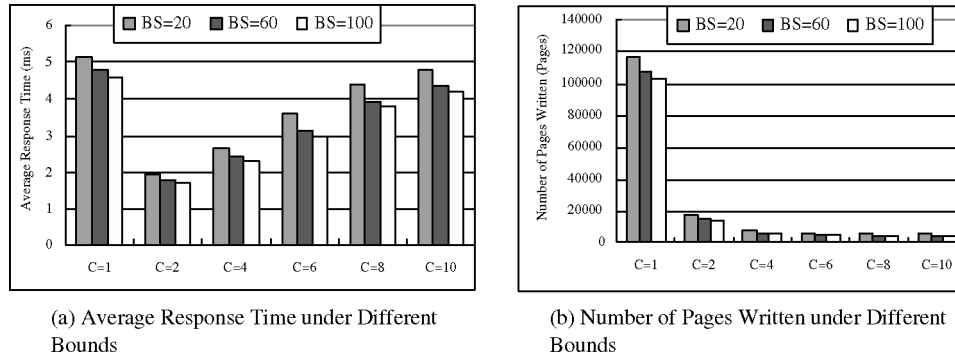 BS=20 BS=60 BS=100
Average Response Time (ms)
6
5
4
3
2
1
0
C=1 C=2 C=4 C=6 C=8 C=10
(a) Average Response Time under Different
Bounds
BS=20 BS=60 BS=100
Number of Pages Written (Pages)
140000
120000
100000
80000
60000
40000
20000
0
C=1 C=2 C=4 C=6 C=8 C=10
(b) Number of Pages Written under Different
Bounds